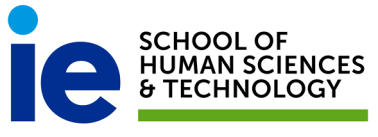 ie
SCHOOL OF
HUMAN SCIENCES
& TECHNOLOGY